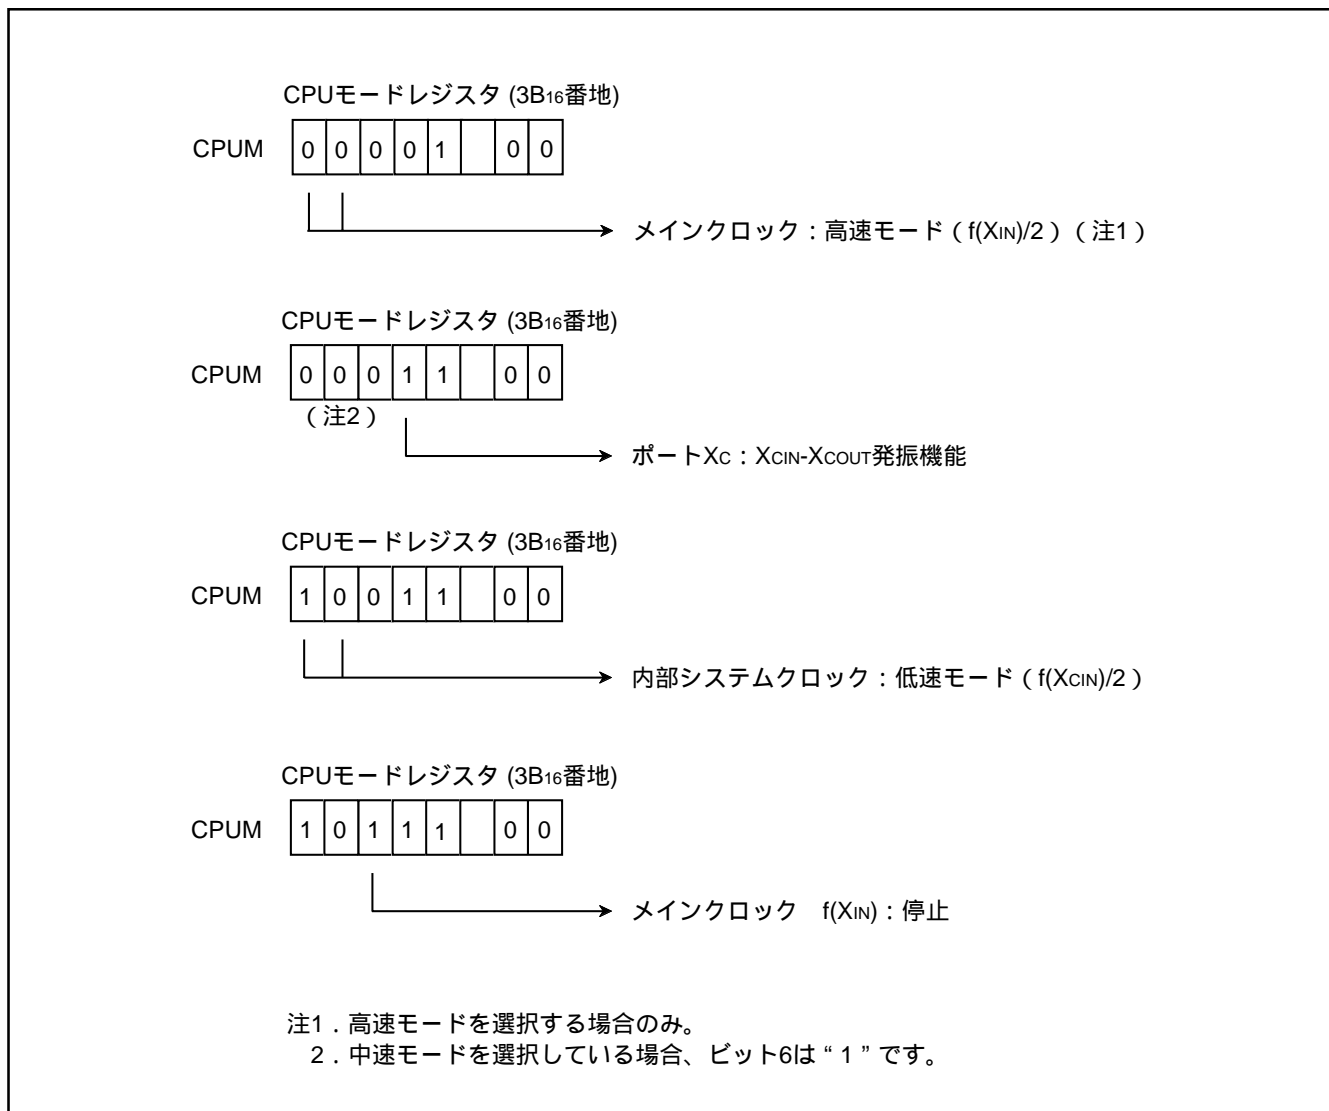 CPUモードレジスタ (3B16番地)
CPUM 0 0 0 0 1 0 0
メインクロック：高速モード（f(XIN)/2）（注1）
CPUモードレジスタ (3B16番地)
CPUM 0 0 0 1 1 0 0
（注2）
ポートXC：XCIN-XCOUT発振機能
CPUモードレジスタ (3B16番地)
CPUM 1 0 0 1 1 0 0
内部システムクロック：低速モード（f(XCIN)/2）
CPUモードレジスタ (3B16番地)
CPUM 1 0 1 1 1 0 0
メインクロック　f(XIN)：停止
注1．高速モードを選択する場合のみ。
2．中速モードを選択している場合、ビット6は“1”です。